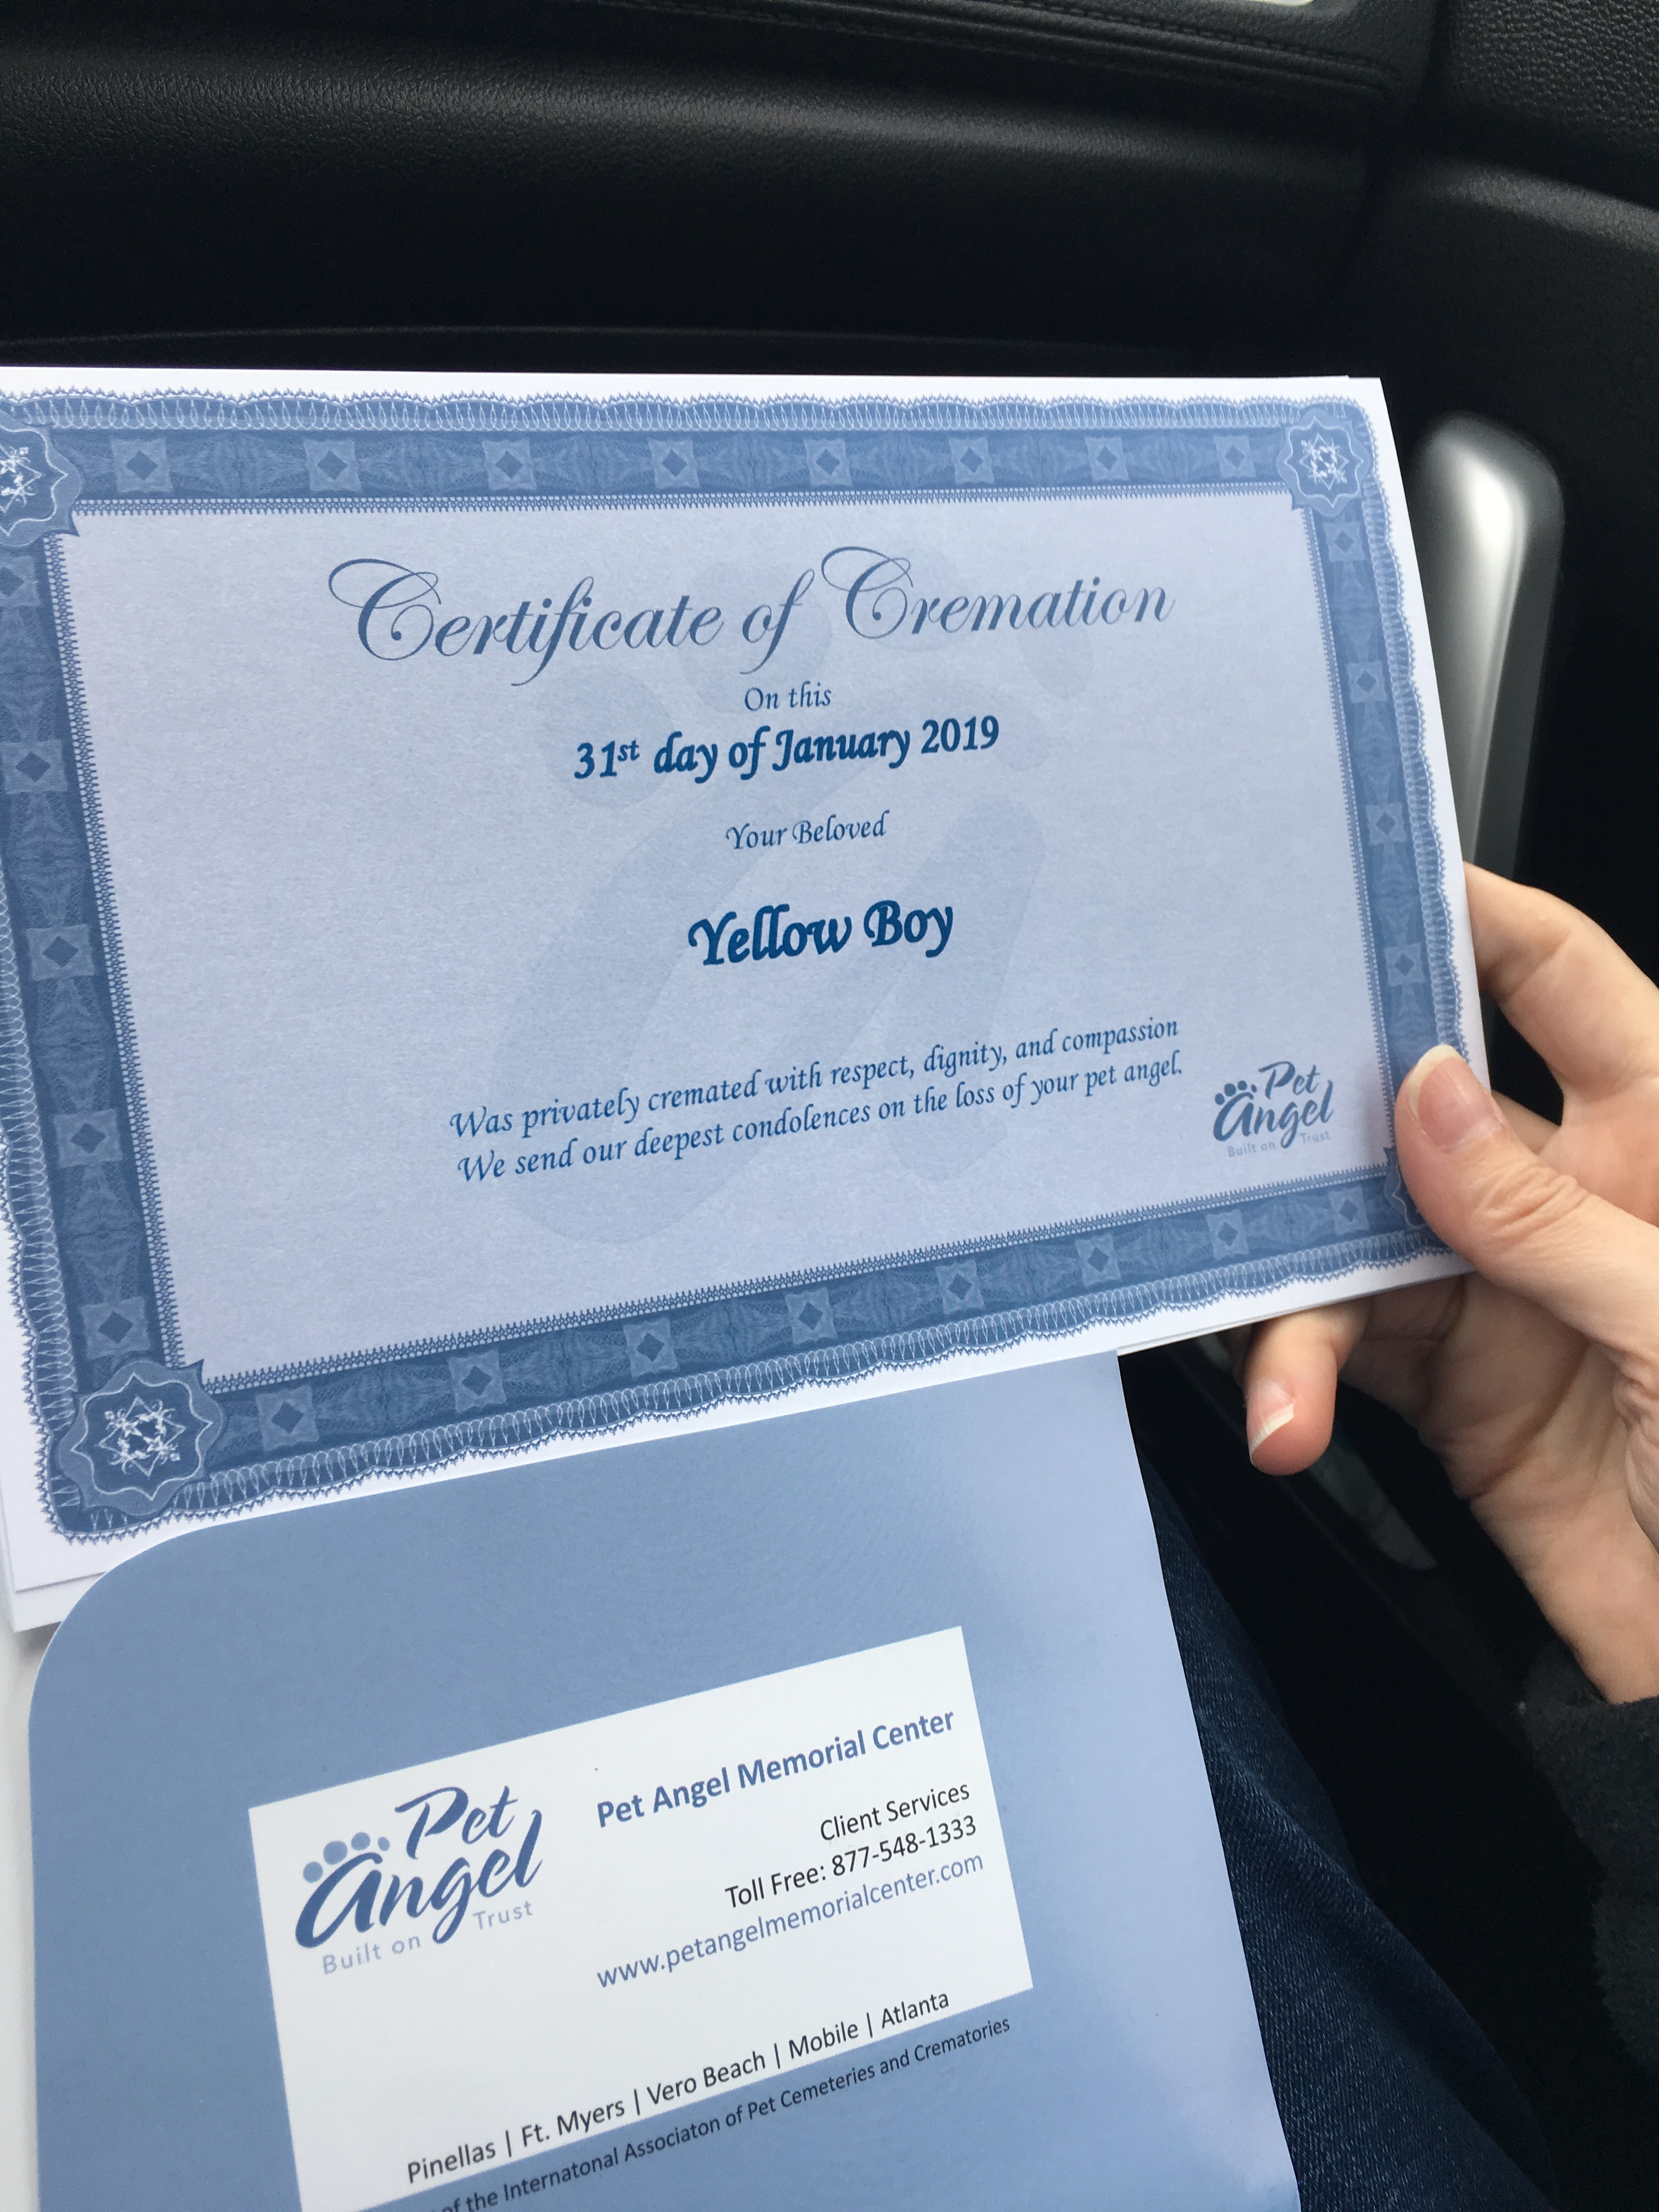 Certificate of Cremation
On this
31st day of January 2019
Your Beloved
Yellow Boy
Was privately cremated with respect, dignity, and compassion
We send our deepest condolences on the loss of your pet angel.
Pet
Angel
Built on Trust
Pet
Angel
Built on Trust
Pet Angel Memorial Center
Client Services
Toll Free: 877-548-1333
www.petangelmemorialcenter.com
Pinellas | Ft. Myers | Vero Beach | Mobile | Atlanta
of the Internatonal Associaton of Pet Cemeteries and Crematories